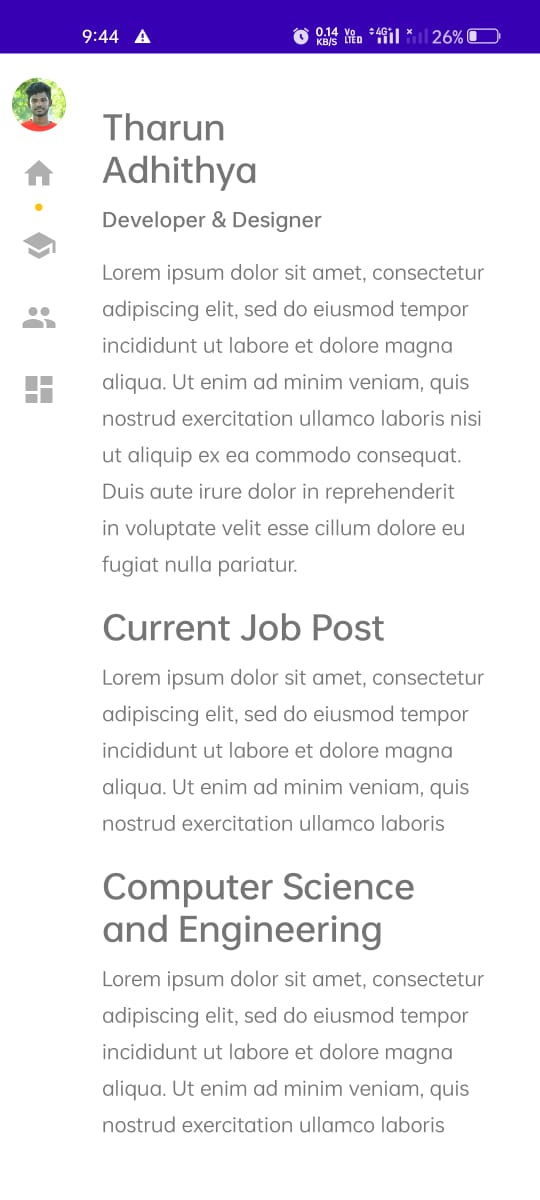 9:44
0.14 KB/S Vo LTED 4G+ 26%
Tharun
Adhithya
Developer & Designer
Lorem ipsum dolor sit amet, consectetur
adipiscing elit, sed do eiusmod tempor
incididunt ut labore et dolore magna
aliqua. Ut enim ad minim veniam, quis
nostrud exercitation ullamco laboris nisi
ut aliquip ex ea commodo consequat.
Duis aute irure dolor in reprehenderit
in voluptate velit esse cillum dolore eu
fugiat nulla pariatur.
Current Job Post
Lorem ipsum dolor sit amet, consectetur
adipiscing elit, sed do eiusmod tempor
incididunt ut labore et dolore magna
aliqua. Ut enim ad minim veniam, quis
nostrud exercitation ullamco laboris
Computer Science
and Engineering
Lorem ipsum dolor sit amet, consectetur
adipiscing elit, sed do eiusmod tempor
incididunt ut labore et dolore magna
aliqua. Ut enim ad minim veniam, quis
nostrud exercitation ullamco laboris